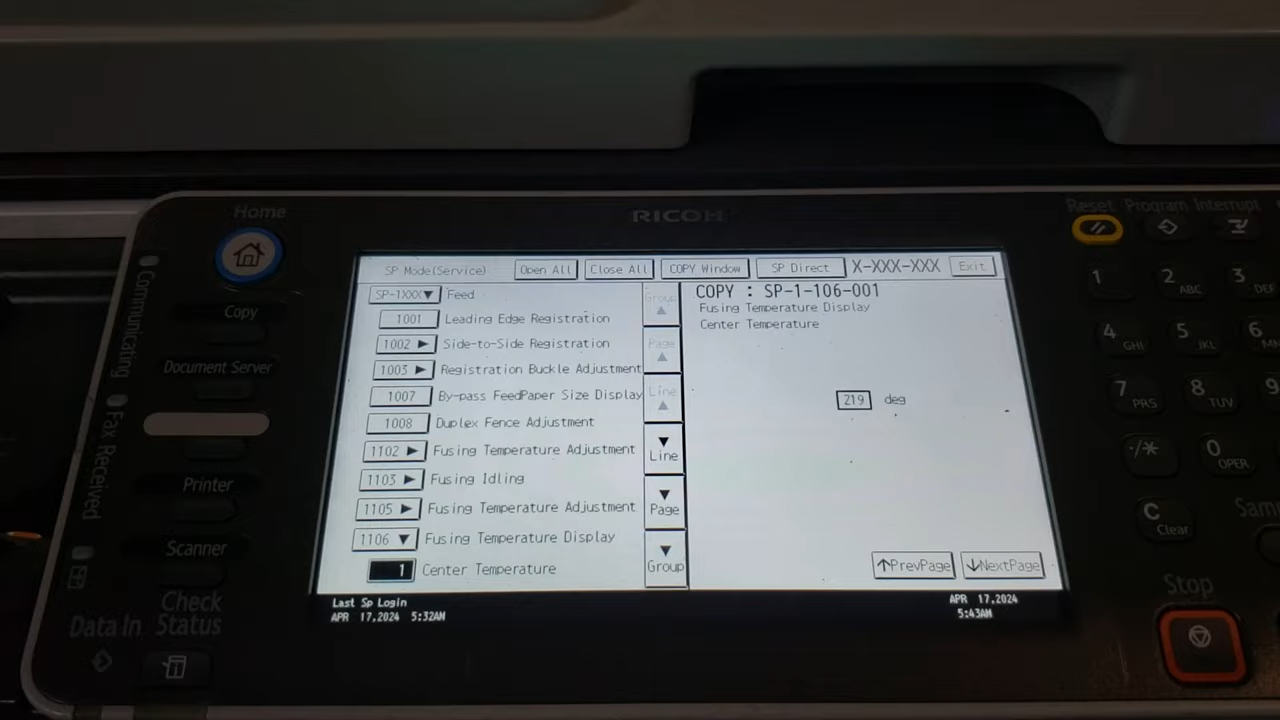 Home
RICOH
Reset Program Interrupt
SP Mode(Service) Open All Close All COPY Window SP Direct X-XXX-XXX Exit
SP-1XXX▼ Feed
1001 Leading Edge Registration
1002 ► Side-to-Side Registration
1003 ► Registration Buckle Adjustment
1007 By-pass FeedPaper Size Display
1008 Duplex Fence Adjustment
1102 ► Fusing Temperature Adjustment
1103 ► Fusing Idling
1105 ► Fusing Temperature Adjustment
1106 ▼ Fusing Temperature Display
1 Center Temperature
Group ▲
Page ▲
Line ▲
▼ Line
▼ Page
▼ Group
COPY : SP-1-106-001
Fusing Temperature Display
Center Temperature
219 deg
↑PrevPage ↓NextPage
Last Sp Login
APR 17,2024 5:32AM
APR 17,2024
5:43AM
Communicating
Fax Received
Data In
Copy
Document Server
Printer
Scanner
Check
Status
1
2 ABC
3 DEF
4 GHI
5 JKL
6
7 PRS
8 TUV
9
·/*
0 OPER
C Clear
Stop